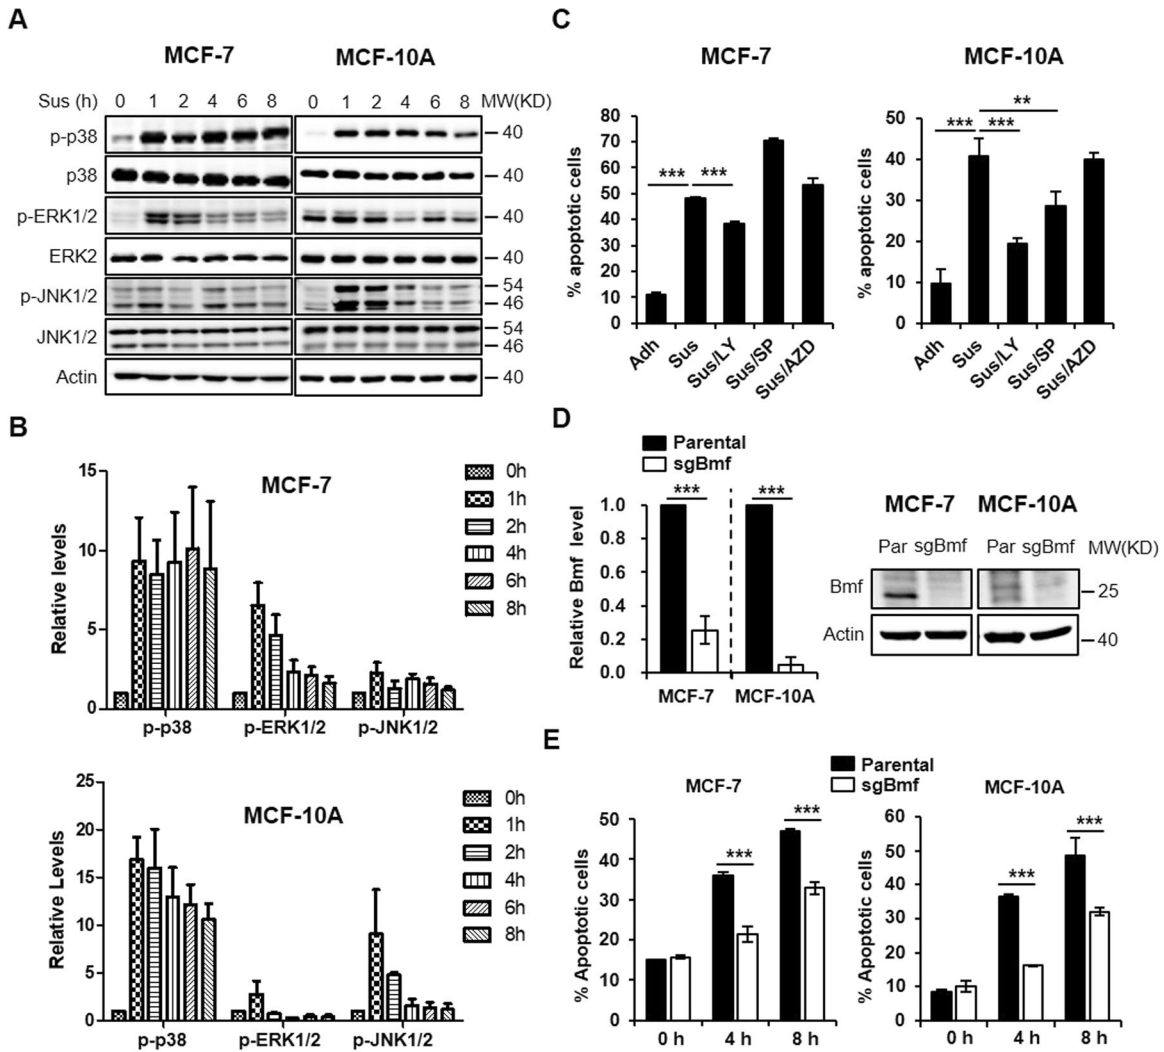 A
MCF-7
MCF-10A
Sus (h) 0 1 2 4 6 8 0 1 2 4 6 8 MW(KD)
p-p38 40
p38 40
p-ERK1/2 40
ERK2 40
p-JNK1/2 54
46
JNK1/2 54
46
Actin 40
B
MCF-7
Relative levels
15
10
5
0
0h
1h
2h
4h
6h
8h
p-p38 p-ERK1/2 p-JNK1/2
MCF-10A
Relative Levels
25
20
15
10
5
0
0h
1h
2h
4h
6h
8h
p-p38 p-ERK1/2 p-JNK1/2
C
MCF-7
% apoptotic cells
80
70
60
50
40
30
20
10
0
*** ***
Adh Sus Sus/LY Sus/SP Sus/AZD
MCF-10A
% apoptotic cells
50
40
30
20
10
0
**
*** ***
Adh Sus Sus/LY Sus/SP Sus/AZD
D
Parental
sgBmf
Relative Bmf level
1.0
0.8
0.6
0.4
0.2
0.0
*** ***
MCF-7 MCF-10A
MCF-7 MCF-10A
Par sgBmf Par sgBmf MW(KD)
Bmf 25
Actin 40
E
Parental
sgBmf
MCF-7
% Apoptotic cells
50
40
30
20
10
0
***
***
0 h 4 h 8 h
MCF-10A
% Apoptotic cells
60
50
40
30
20
10
0
***
***
0 h 4 h 8 h